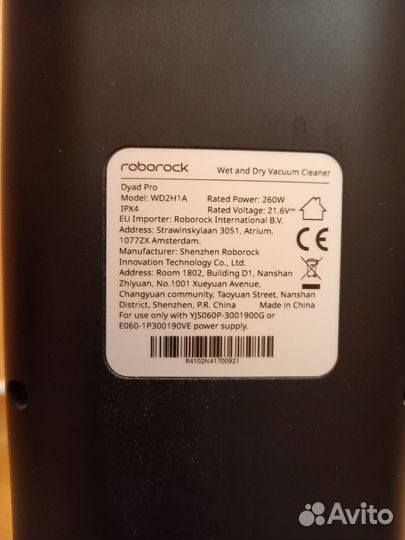 roborock Wet and Dry Vacuum Cleaner
Dyad Pro
Model: WD2H1A Rated Power: 260W
IPX4 Rated Voltage: 21.6V
EU Importer: Roborock International B.V.
Address: Strawinskylaan 3051, Atrium,
1077ZX Amsterdam.
Manufacturer: Shenzhen Roborock
Innovation Technology Co., Ltd.
Address: Room 1802, Building D1, Nanshan
Zhiyuan, No.1001 Xueyuan Avenue,
Changyuan community, Taoyuan Street, Nanshan
District, Shenzhen, P.R. China Made in China
For use only with YJS060P-3001900G or
E060-1P300190VE power supply.
CE
R4102N41700921
Avito